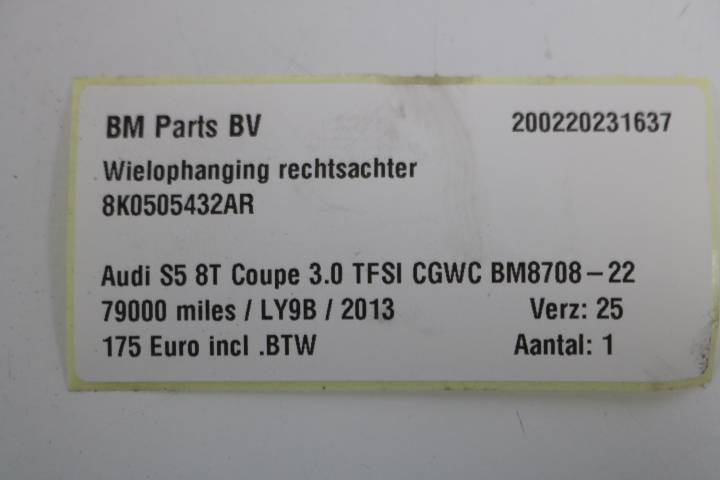 BM Parts BV 200220231637
Wielophanging rechtsachter
8K0505432AR
Audi S5 8T Coupe 3.0 TFSI CGWC BM8708-22
79000 miles / LY9B / 2013 Verz: 25
175 Euro incl .BTW Aantal: 1